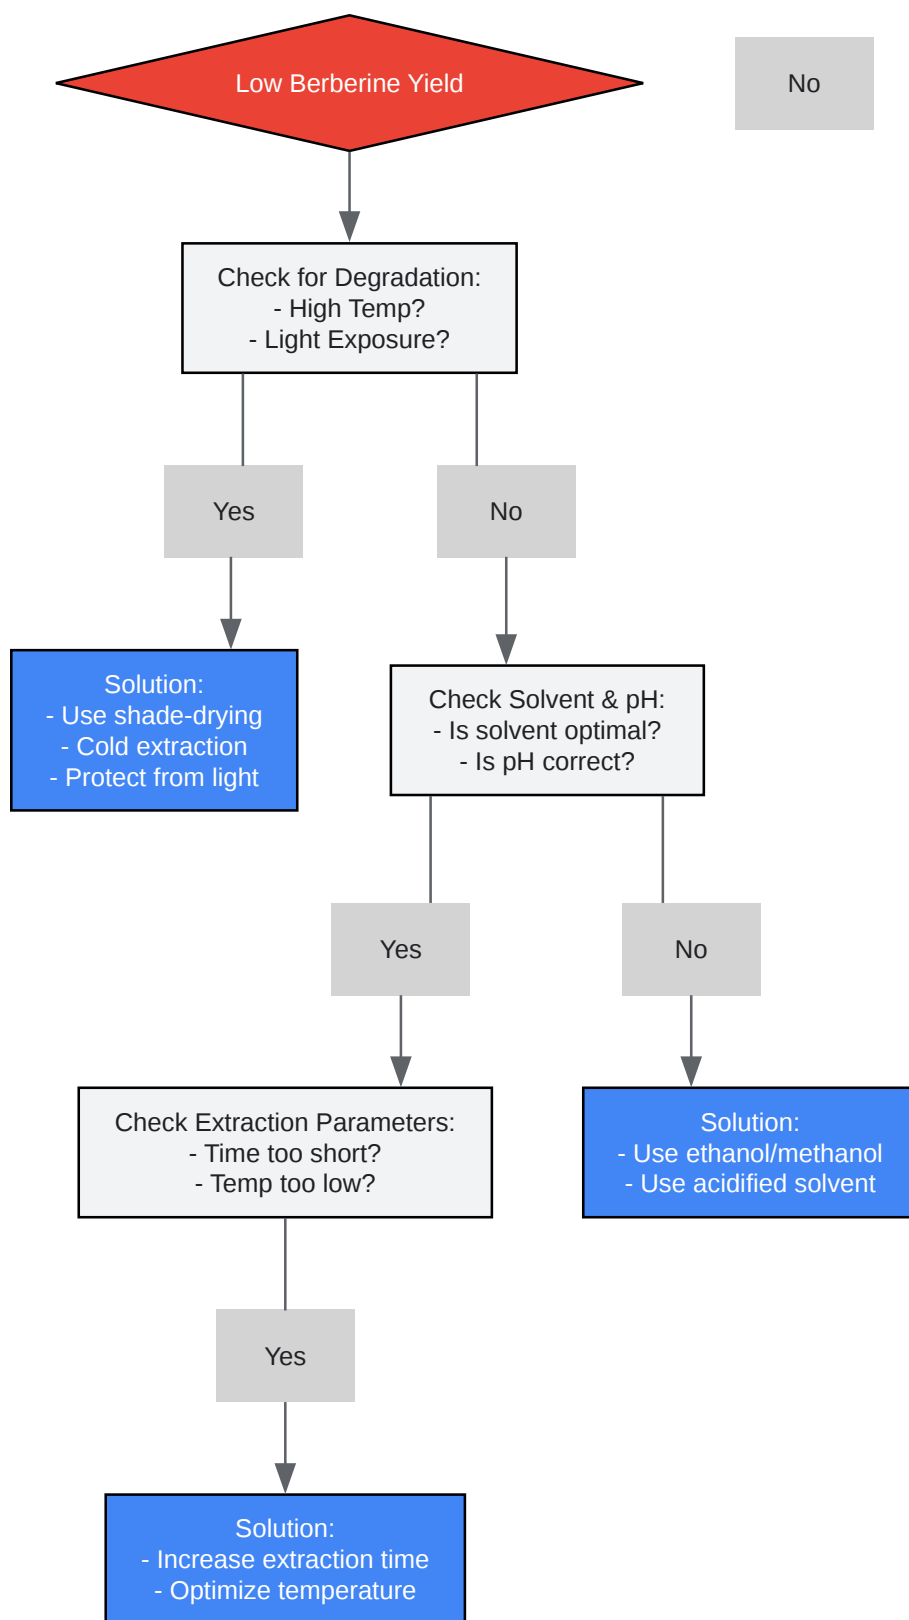 Low Berberine Yield
No
Check for Degradation:
- High Temp?
- Light Exposure?
Yes
No
Solution:
- Use shade-drying
- Cold extraction
- Protect from light
Check Solvent & pH:
- Is solvent optimal?
- Is pH correct?
Yes
No
Check Extraction Parameters:
- Time too short?
- Temp too low?
Solution:
- Use ethanol/methanol
- Use acidified solvent
Yes
Solution:
- Increase extraction time
- Optimize temperature